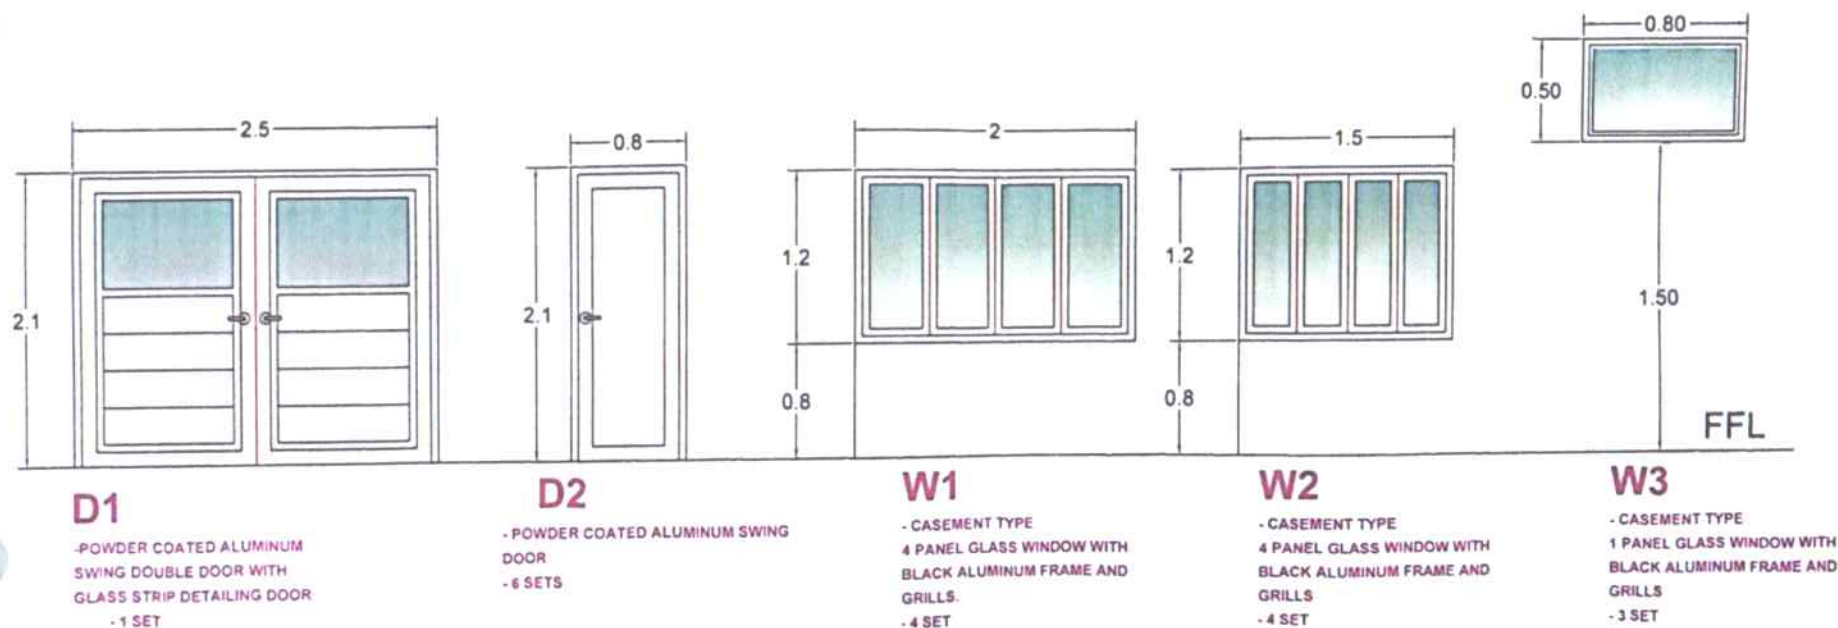 0.80
0.50
1.50
2.5
2.1
0.8
2.1
2
1.2
0.8
1.5
1.2
0.8
FFL
D1
-POWDER COATED ALUMINUM
SWING DOUBLE DOOR WITH
GLASS STRIP DETAILING DOOR
- 1 SET
D2
- POWDER COATED ALUMINUM SWING
DOOR
- 6 SETS
W1
- CASEMENT TYPE
4 PANEL GLASS WINDOW WITH
BLACK ALUMINUM FRAME AND
GRILLS.
- 4 SET
W2
- CASEMENT TYPE
4 PANEL GLASS WINDOW WITH
BLACK ALUMINUM FRAME AND
GRILLS
- 4 SET
W3
- CASEMENT TYPE
1 PANEL GLASS WINDOW WITH
BLACK ALUMINUM FRAME AND
GRILLS
- 3 SET